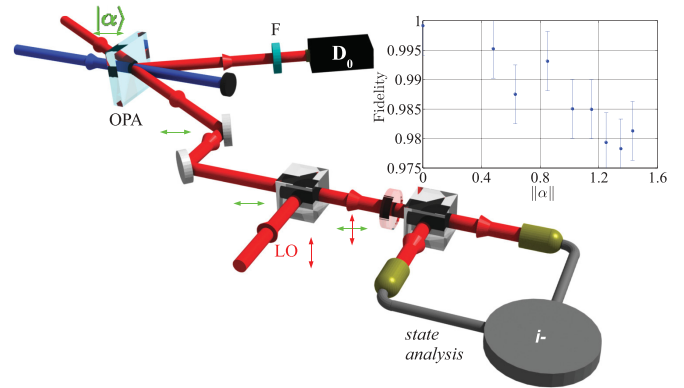 |α⟩
F
D₀
OPA
LO
state
analysis
i-
Fidelity
1
0.995
0.99
0.985
0.98
0.975
0
0.4
0.8
1.2
1.6
‖α‖